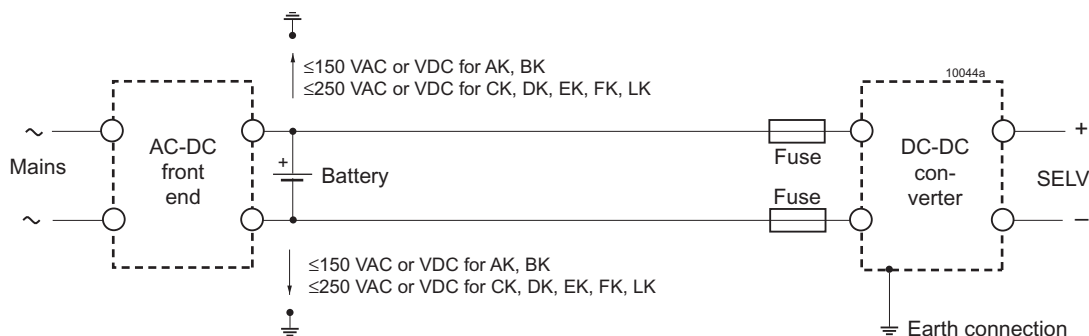 ≤150 VAC or VDC for AK, BK
≤250 VAC or VDC for CK, DK, EK, FK, LK
10044a
~
Mains
~
AC-DC
front
end
+
Battery
Fuse
Fuse
DC-DC
con-
verter
+
SELV
–
≤150 VAC or VDC for AK, BK
≤250 VAC or VDC for CK, DK, EK, FK, LK
Earth connection